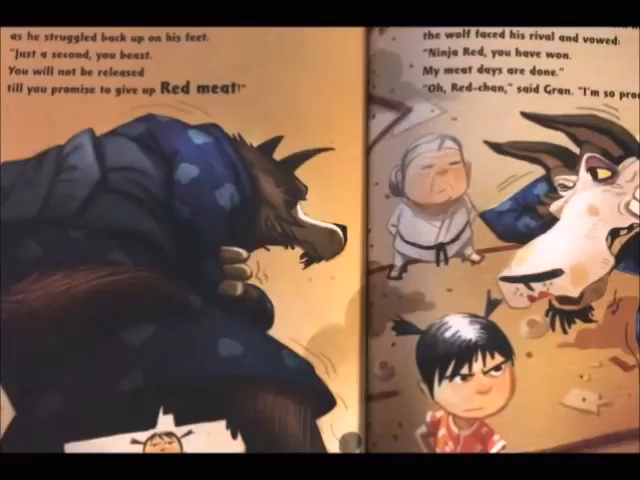 as he struggled back up on his feet.
"Just a second, you beast.
You will not be released
till you promise to give up Red meat!"
the wolf faced his rival and vowed:
"Ninja Red, you have won.
My meat days are done."
"Oh, Red-chan," said Gran. "I'm so